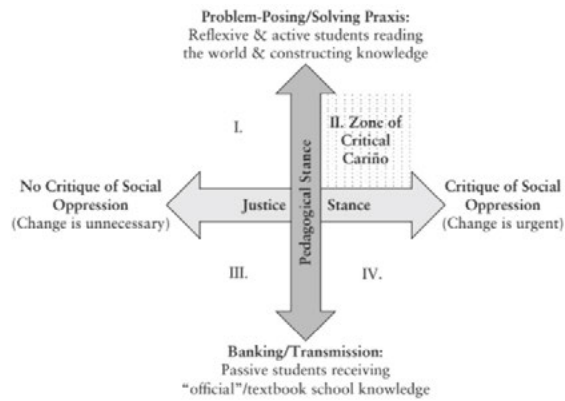 Problem-Posing/Solving Praxis:
Reflexive & active students reading
the world & constructing knowledge
I.
II. Zone of
Critical
Cariño
Pedagogical Stance
No Critique of Social
Oppression
(Change is unnecessary)
Justice Stance
Critique of Social
Oppression
(Change is urgent)
III.
IV.
Banking/Transmission:
Passive students receiving
"official"/textbook school knowledge